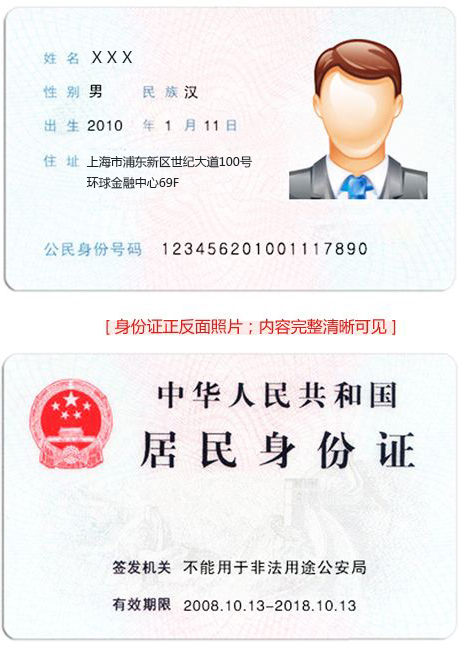 姓名 XXX
性别 男 民族 汉
出生 2010 年 1 月 11 日
住址 上海市浦东新区世纪大道100号
环球金融中心69F
公民身份号码 123456201001117890
[ 身份证正反面照片；内容完整清晰可见 ]
中华人民共和国
居民身份证
签发机关 不能用于非法用途公安局
有效期限 2008.10.13-2018.10.13